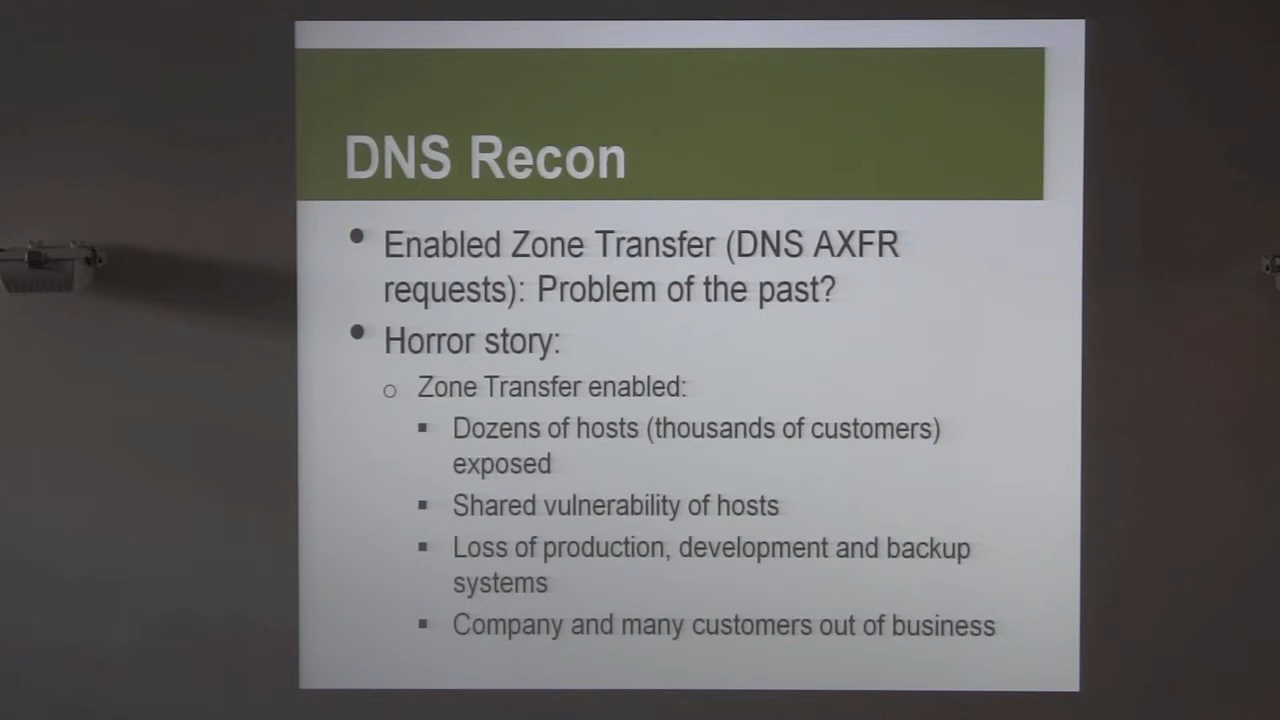 DNS Recon
• Enabled Zone Transfer (DNS AXFR
requests): Problem of the past?
• Horror story:
o Zone Transfer enabled:
▪ Dozens of hosts (thousands of customers)
exposed
▪ Shared vulnerability of hosts
▪ Loss of production, development and backup
systems
▪ Company and many customers out of business